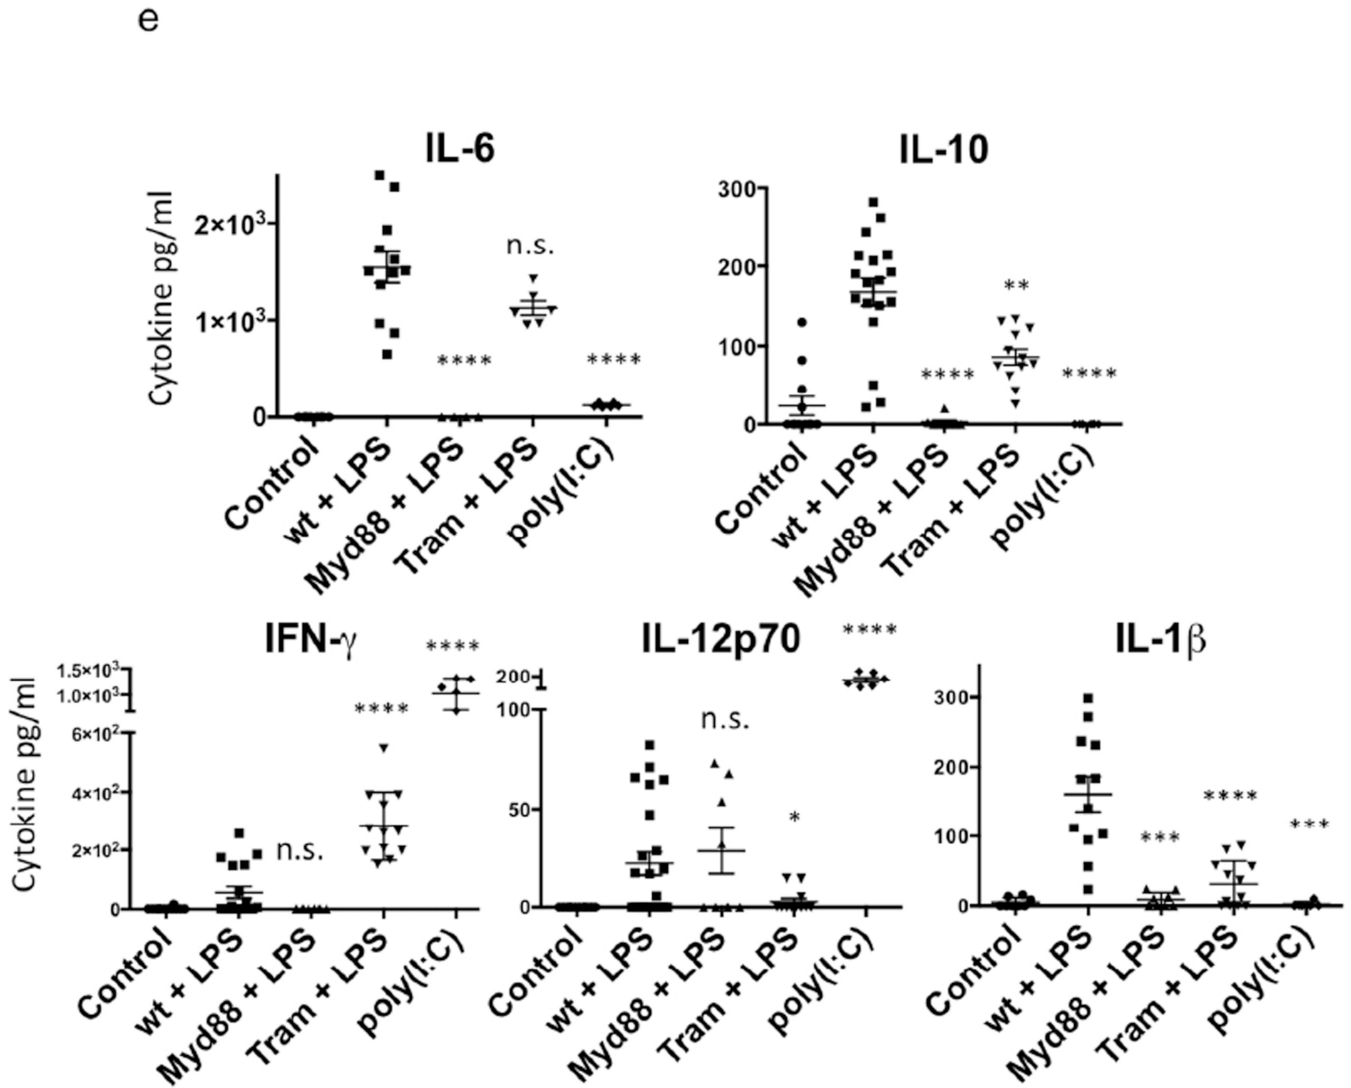 e
IL-6
Cytokine pg/ml
2×10³
1×10³
0
n.s.
****
****
Control
wt + LPS
Myd88 + LPS
Tram + LPS
poly(I:C)
IL-10
300
200
100
0
**
****
****
Control
wt + LPS
Myd88 + LPS
Tram + LPS
poly(I:C)
IFN-γ
Cytokine pg/ml
1.5×10³
1.0×10³
6×10²
4×10²
2×10²
0
****
****
n.s.
Control
wt + LPS
Myd88 + LPS
Tram + LPS
poly(I:C)
IL-12p70
200
100
50
0
****
n.s.
*
Control
wt + LPS
Myd88 + LPS
Tram + LPS
poly(I:C)
IL-1β
300
200
100
0
***
****
***
Control
wt + LPS
Myd88 + LPS
Tram + LPS
poly(I:C)